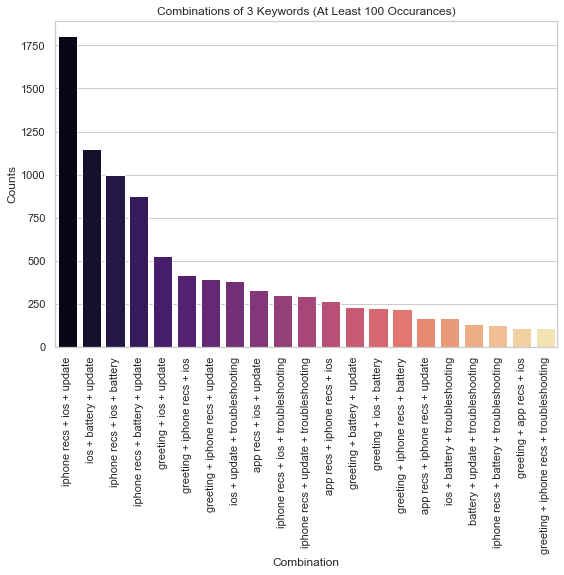 Combinations of 3 Keywords (At Least 100 Occurances)
Counts
1750
1500
1250
1000
750
500
250
0
iphone recs + ios + update
ios + battery + update
iphone recs + ios + battery
iphone recs + battery + update
greeting + ios + update
greeting + iphone recs + ios
greeting + iphone recs + update
ios + update + troubleshooting
app recs + ios + update
iphone recs + ios + troubleshooting
iphone recs + update + troubleshooting
app recs + iphone recs + ios
greeting + battery + update
greeting + ios + battery
greeting + iphone recs + battery
app recs + iphone recs + update
ios + battery + troubleshooting
battery + update + troubleshooting
iphone recs + battery + troubleshooting
greeting + app recs + ios
greeting + iphone recs + troubleshooting
Combination